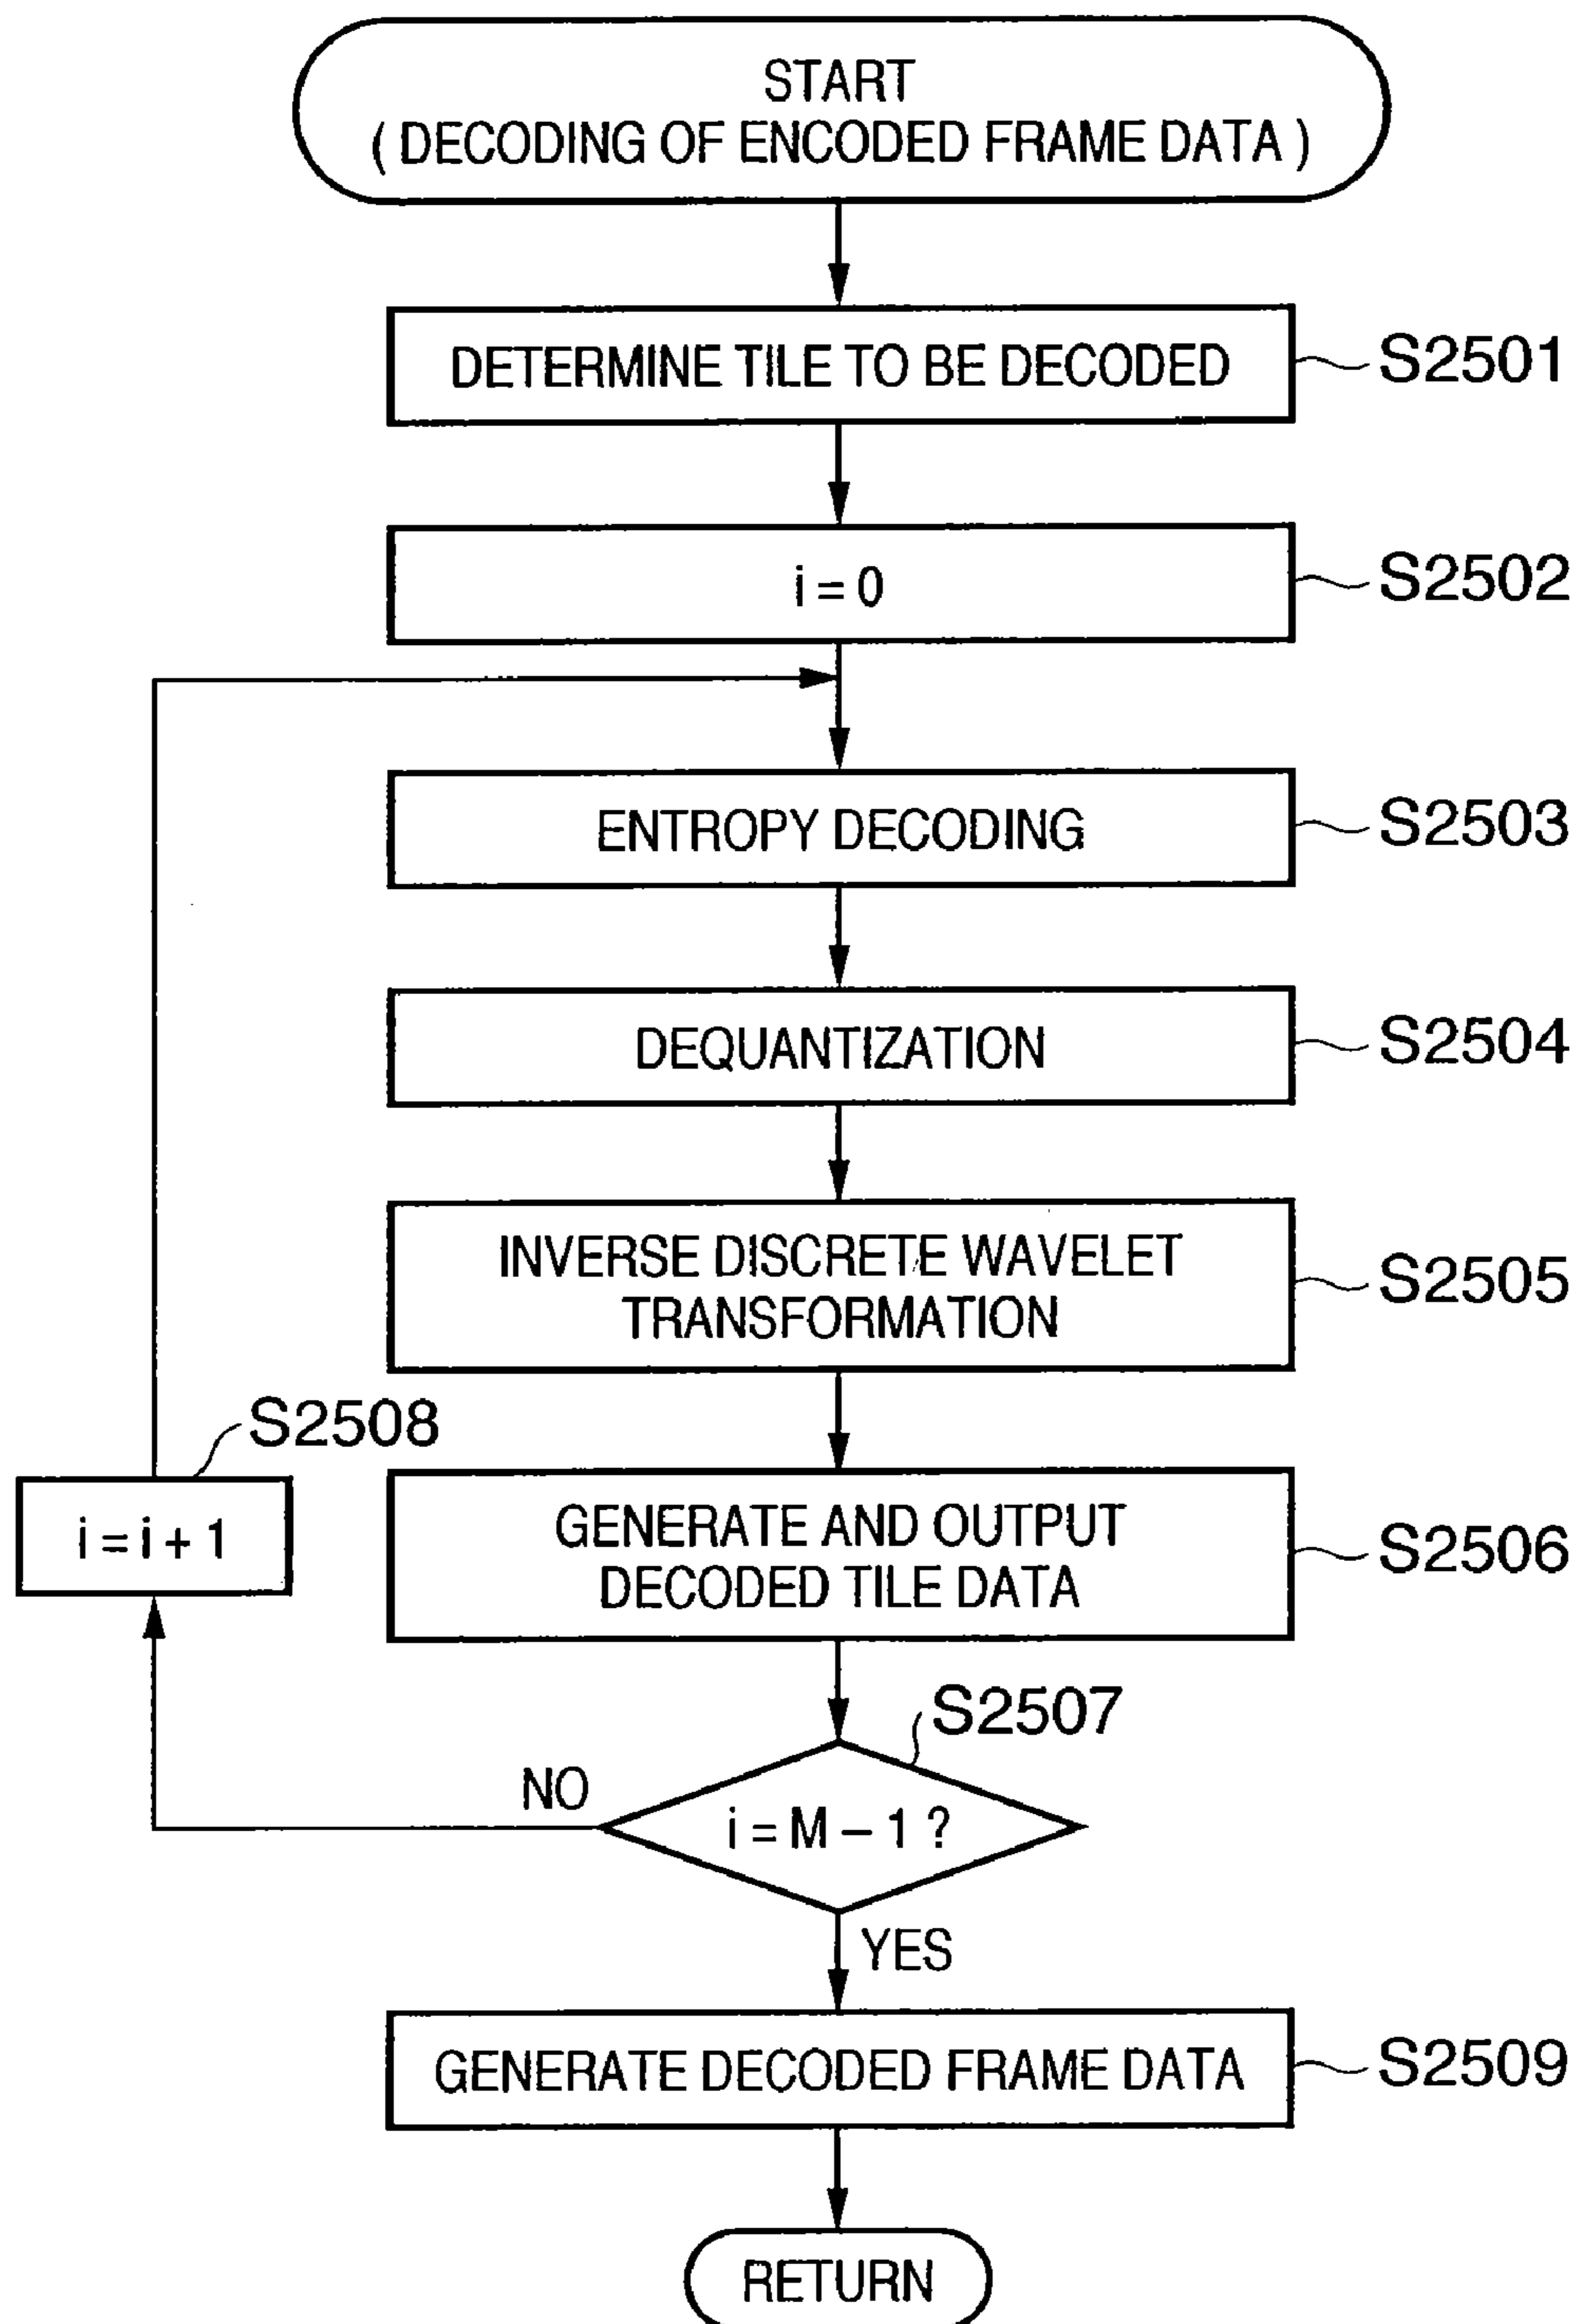 START
( DECODING OF ENCODED FRAME DATA )
DETERMINE TILE TO BE DECODED
S2501
i = 0
S2502
ENTROPY DECODING
S2503
DEQUANTIZATION
S2504
INVERSE DISCRETE WAVELET
TRANSFORMATION
S2505
S2508
i = i + 1
GENERATE AND OUTPUT
DECODED TILE DATA
S2506
S2507
NO
i = M – 1 ?
YES
GENERATE DECODED FRAME DATA
S2509
RETURN